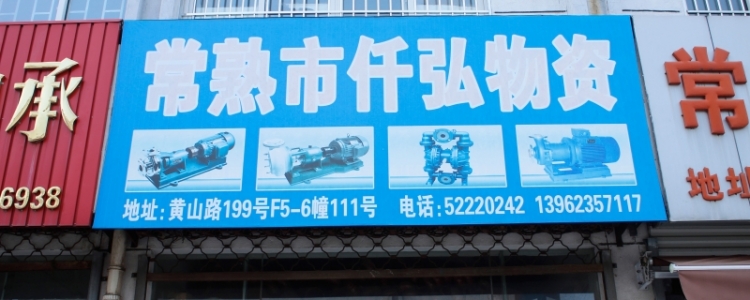 常熟市仟弘物资
地址:黄山路199号F5-6幢111号 电话:52220242 13962357117
承
6938
常
地址